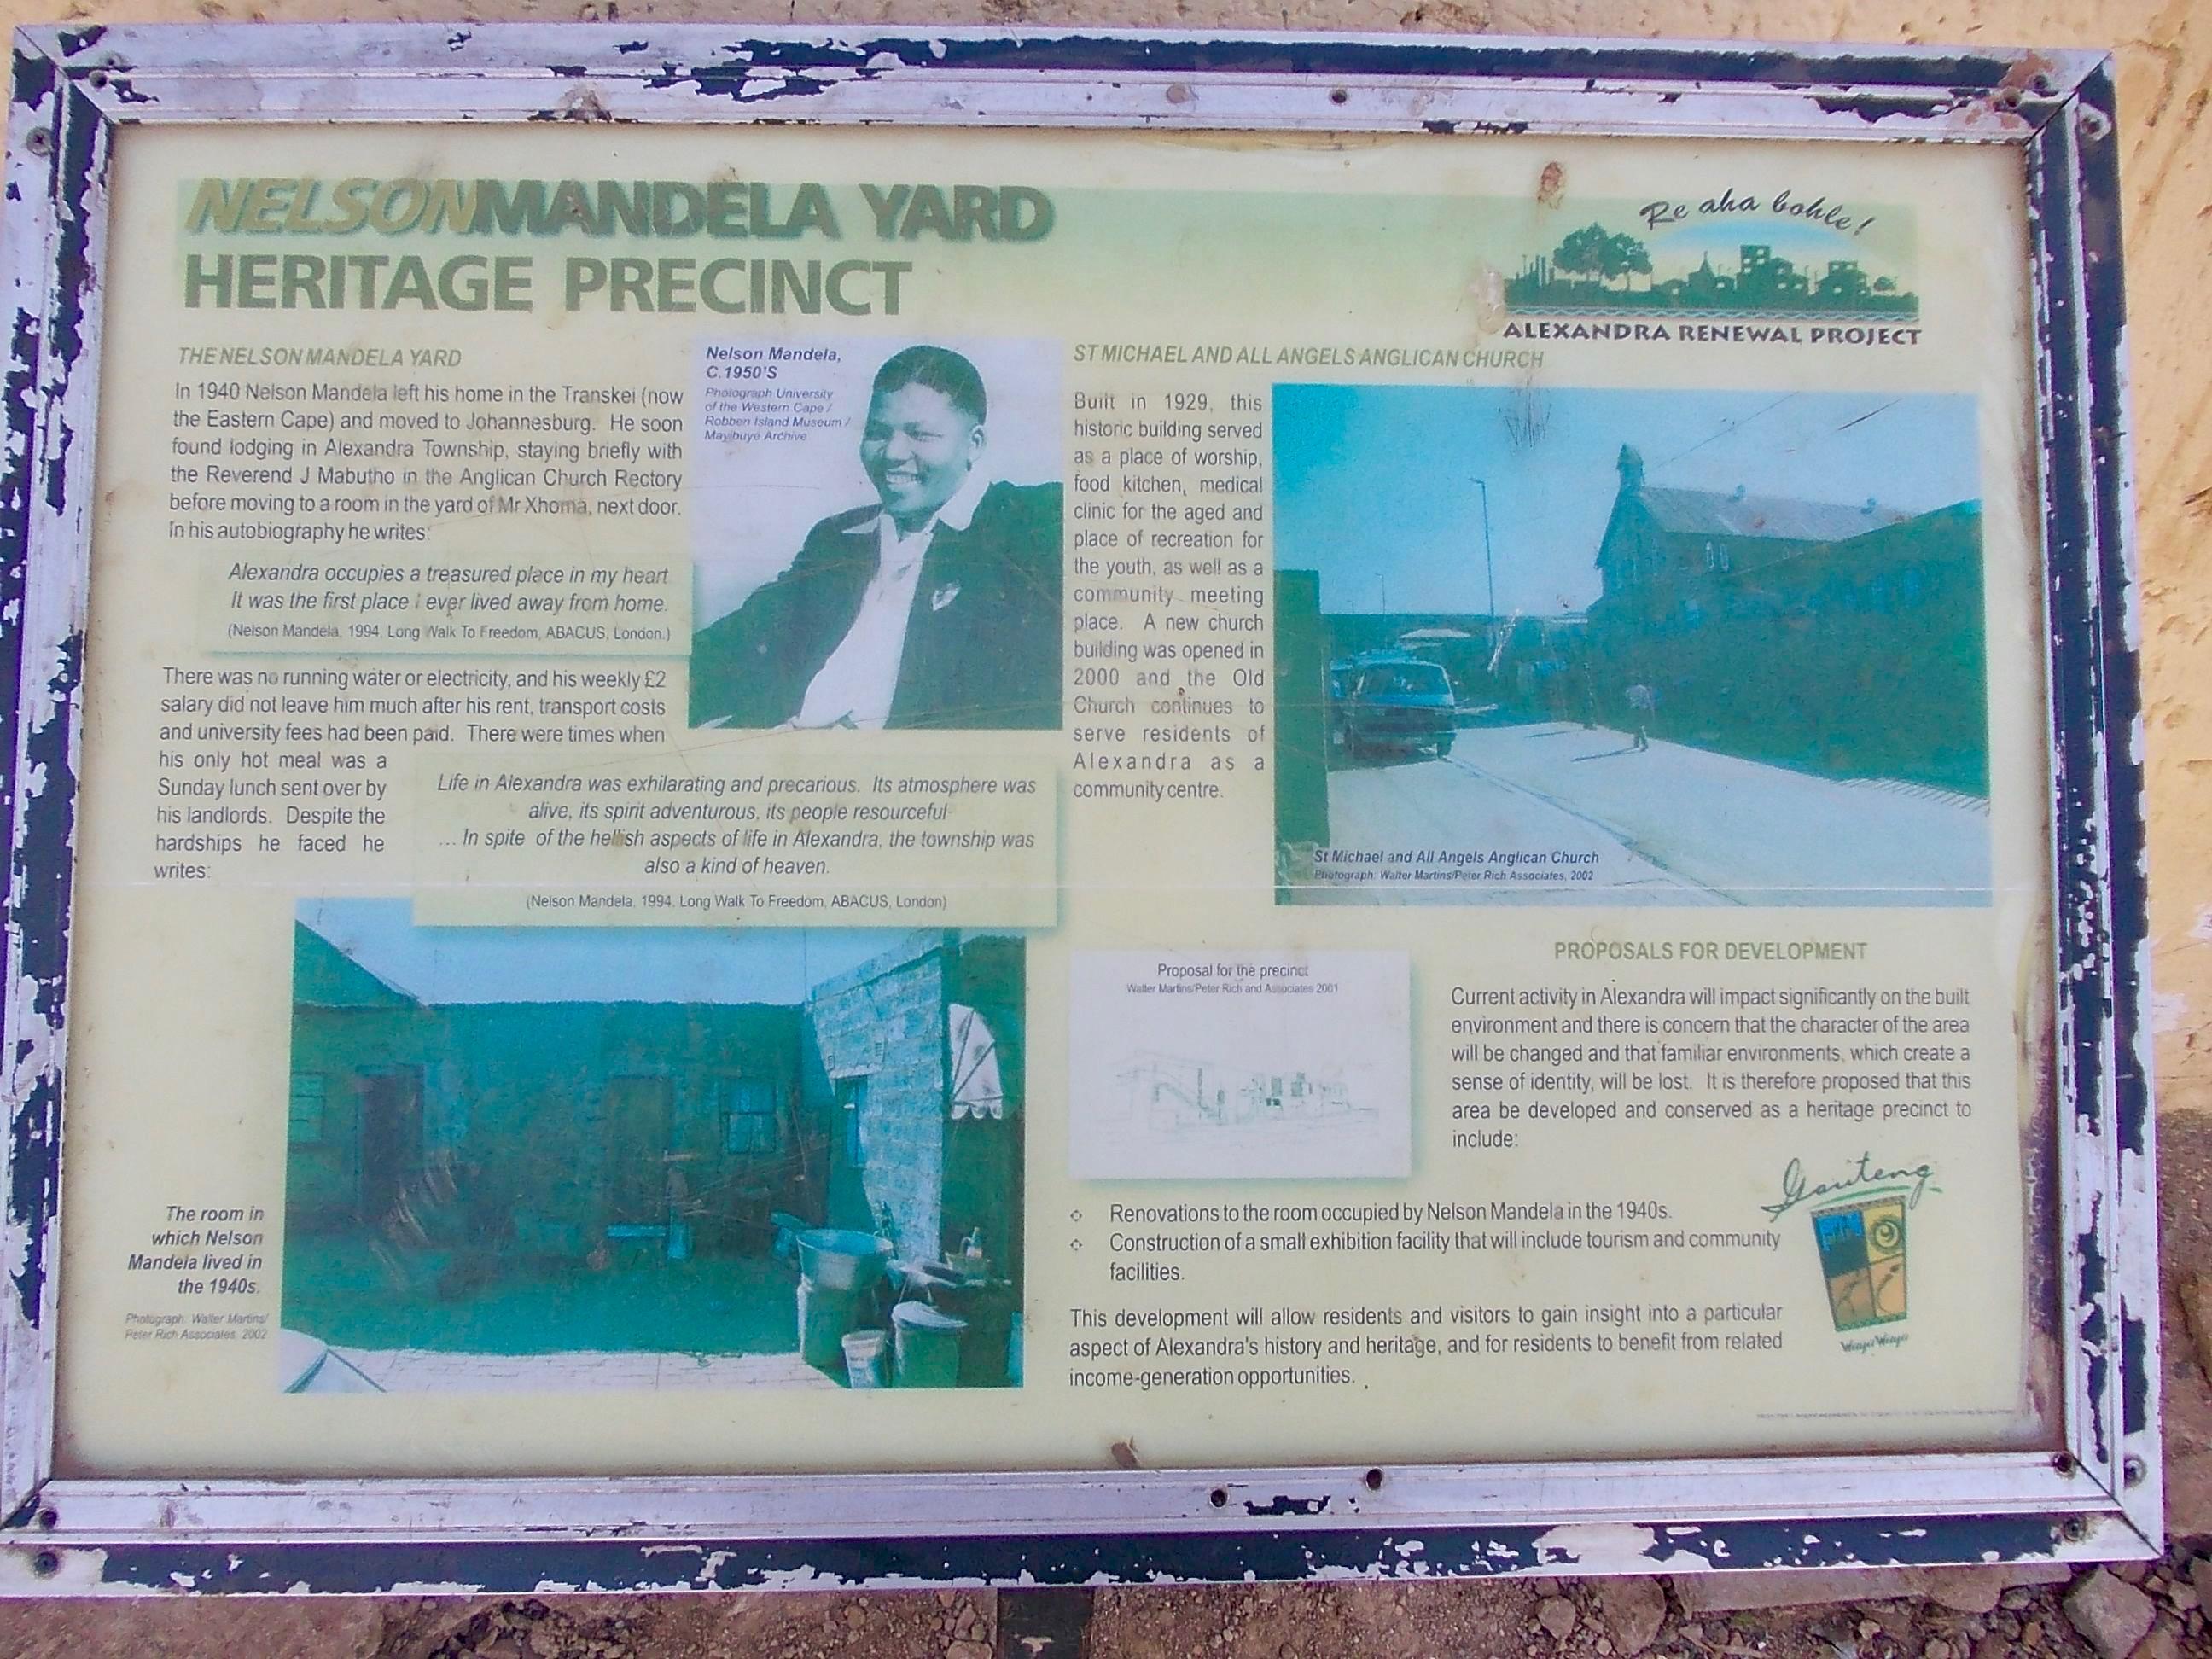 NELSONMANDELA YARD
HERITAGE PRECINCT
Re aha bohle!
ALEXANDRA RENEWAL PROJECT
THE NELSON MANDELA YARD
In 1940 Nelson Mandela left his home in the Transkei (now
the Eastern Cape) and moved to Johannesburg. He soon
found lodging in Alexandra Township, staying briefly with
the Reverend J Mabutho in the Anglican Church Rectory
before moving to a room in the yard of Mr Xhoma, next door.
In his autobiography he writes:
Alexandra occupies a treasured place in my heart
It was the first place I ever lived away from home.
(Nelson Mandela, 1994, Long Walk To Freedom, ABACUS, London.)
There was no running water or electricity, and his weekly £2
salary did not leave him much after his rent, transport costs
and university fees had been paid. There were times when
his only hot meal was a
Sunday lunch sent over by
his landlords. Despite the
hardships he faced he
writes:
Nelson Mandela,
C.1950'S
Photograph University
of the Western Cape /
Robben Island Museum /
Mayibuye Archive
Life in Alexandra was exhilarating and precarious. Its atmosphere was
alive, its spirit adventurous, its people resourceful
... In spite of the hellish aspects of life in Alexandra, the township was
also a kind of heaven.
(Nelson Mandela, 1994, Long Walk To Freedom, ABACUS, London)
The room in
which Nelson
Mandela lived in
the 1940s.
Photograph: Walter Martins/
Peter Rich Associates, 2002
ST MICHAEL AND ALL ANGELS ANGLICAN CHURCH
Built in 1929, this
historic building served
as a place of worship,
food kitchen, medical
clinic for the aged and
place of recreation for
the youth, as well as a
community meeting
place. A new church
building was opened in
2000 and the Old
Church continues to
serve residents of
Alexandra as a
community centre.
St Michael and All Angels Anglican Church
Photograph: Walter Martins/Peter Rich Associates, 2002
Proposal for the precinct
Walter Martins/Peter Rich and Associates 2001
PROPOSALS FOR DEVELOPMENT
Current activity in Alexandra will impact significantly on the built
environment and there is concern that the character of the area
will be changed and that familiar environments, which create a
sense of identity, will be lost. It is therefore proposed that this
area be developed and conserved as a heritage precinct to
include:
Renovations to the room occupied by Nelson Mandela in the 1940s.
Construction of a small exhibition facility that will include tourism and community
facilities.
This development will allow residents and visitors to gain insight into a particular
aspect of Alexandra's history and heritage, and for residents to benefit from related
income-generation opportunities.
Gauteng